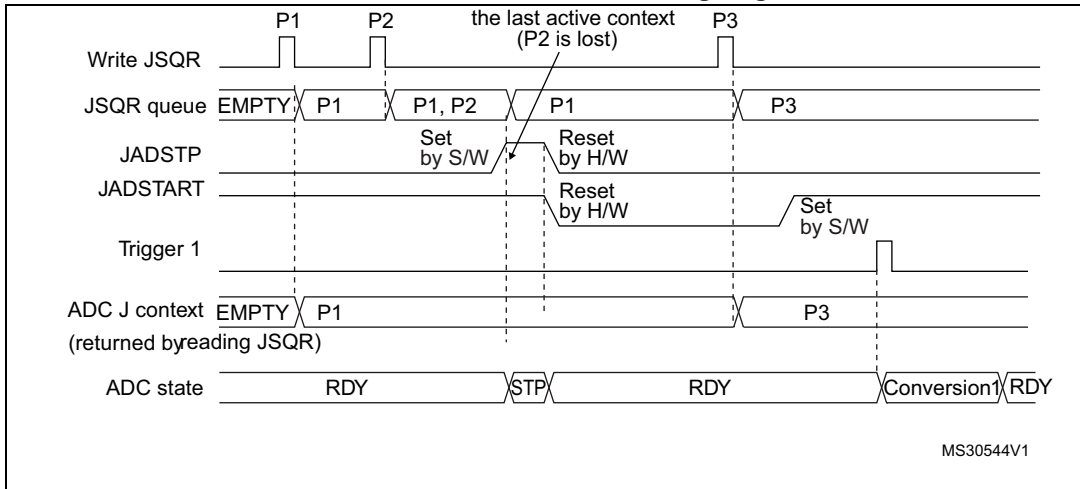 P1 P2 the last active context P3
(P2 is lost)
Write JSQR
JSQR queue EMPTY P1 P1, P2 P1 P3
Set Reset
JADSTP by S/W by H/W
JADSTART Reset Set
by H/W by S/W
Trigger 1
ADC J context EMPTY P1 P3
(returned byreading JSQR)
ADC state RDY STP RDY Conversion1 RDY
MS30544V1